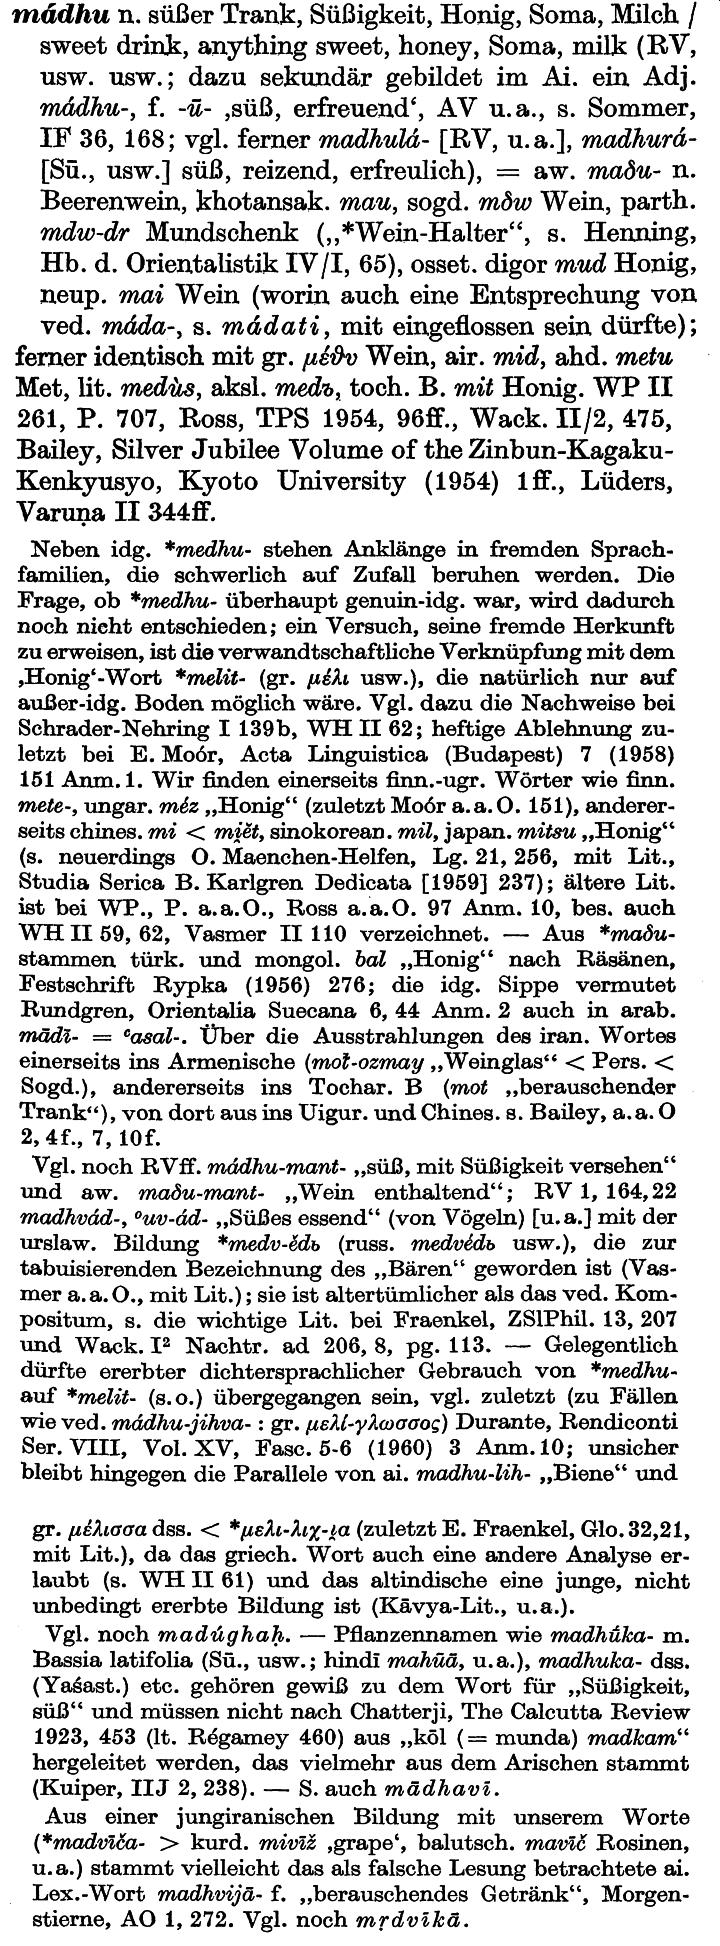 mádhu n. süßer Trank, Süßigkeit, Honig, Soma, Milch /
sweet drink, anything sweet, honey, Soma, milk (RV,
usw. usw.; dazu sekundär gebildet im Ai. ein Adj.
mádhu-, f. -ū- ‚süß, erfreuend‘, AV u.a., s. Sommer,
IF 36, 168; vgl. ferner madhulá- [RV, u.a.], madhurá-
[Sū., usw.] süß, reizend, erfreulich), = aw. maδu- n.
Beerenwein, khotansak. mau, sogd. mδw Wein, parth.
mdw-dr Mundschenk („*Wein-Halter“, s. Henning,
Hb. d. Orientalistik IV/I, 65), osset. digor mud Honig,
neup. mai Wein (worin auch eine Entsprechung von
ved. máda-, s. mádati, mit eingeflossen sein dürfte);
ferner identisch mit gr. μέϑυ Wein, air. mid, ahd. metu
Met, lit. medùs, aksl. medъ, toch. B. mit Honig. WP II
261, P. 707, Ross, TPS 1954, 96ff., Wack. II/2, 475,
Bailey, Silver Jubilee Volume of the Zinbun-Kagaku-
Kenkyusyo, Kyoto University (1954) 1ff., Lüders,
Varuṇa II 344ff.
Neben idg. *medhu- stehen Anklänge in fremden Sprach-
familien, die schwerlich auf Zufall beruhen werden. Die
Frage, ob *medhu- überhaupt genuin-idg. war, wird dadurch
noch nicht entschieden; ein Versuch, seine fremde Herkunft
zu erweisen, ist die verwandtschaftliche Verknüpfung mit dem
‚Honig‘-Wort *melit- (gr. μέλι usw.), die natürlich nur auf
außer-idg. Boden möglich wäre. Vgl. dazu die Nachweise bei
Schrader-Nehring I 139b, WH II 62; heftige Ablehnung zu-
letzt bei E. Moór, Acta Linguistica (Budapest) 7 (1958)
151 Anm. 1. Wir finden einerseits finn.-ugr. Wörter wie finn.
mete-, ungar. méz „Honig“ (zuletzt Moór a.a.O. 151), anderer-
seits chines. mi < mi̯ĕt, sinokorean. mil, japan. mitsu „Honig“
(s. neuerdings O. Maenchen-Helfen, Lg. 21, 256, mit Lit.,
Studia Serica B. Karlgren Dedicata [1959] 237); ältere Lit.
ist bei WP., P. a.a.O., Ross a.a.O. 97 Anm. 10, bes. auch
WH II 59, 62, Vasmer II 110 verzeichnet. — Aus *maδu-
stammen türk. und mongol. bal „Honig“ nach Räsänen,
Festschrift Rypka (1956) 276; die idg. Sippe vermutet
Rundgren, Orientalia Suecana 6, 44 Anm. 2 auch in arab.
māḏī- = ʿasal-. Über die Ausstrahlungen des iran. Wortes
einerseits ins Armenische (moł-ozmay „Weinglas“ < Pers. <
Sogd.), andererseits ins Tochar. B (mot „berauschender
Trank“), von dort aus ins Uigur. und Chines. s. Bailey, a.a.O
2, 4f., 7, 10f.
Vgl. noch RVff. mádhu-mant- „süß, mit Süßigkeit versehen“
und aw. maδu-mant- „Wein enthaltend“; RV 1, 164,22
madhvád-, °uv-ád- „Süßes essend“ (von Vögeln) [u.a.] mit der
urslaw. Bildung *medv-ědь (russ. medvédь usw.), die zur
tabuisierenden Bezeichnung des „Bären“ geworden ist (Vas-
mer a.a.O., mit Lit.); sie ist altertümlicher als das ved. Kom-
positum, s. die wichtige Lit. bei Fraenkel, ZSlPhil. 13, 207
und Wack. I² Nachtr. ad 206, 8, pg. 113. — Gelegentlich
dürfte ererbter dichtersprachlicher Gebrauch von *medhu-
auf *melit- (s.o.) übergegangen sein, vgl. zuletzt (zu Fällen
wie ved. mádhu-jihva- : gr. μελί-γλωσσος) Durante, Rendiconti
Ser. VIII, Vol. XV, Fasc. 5-6 (1960) 3 Anm. 10; unsicher
bleibt hingegen die Parallele von ai. madhu-lih- „Biene“ und
gr. μέλισσα dss. < *μελι-λιχ-ι̯α (zuletzt E. Fraenkel, Glo. 32,21,
mit Lit.), da das griech. Wort auch eine andere Analyse er-
laubt (s. WH II 61) und das altindische eine junge, nicht
unbedingt ererbte Bildung ist (Kāvya-Lit., u.a.).
Vgl. noch madúghaḥ. — Pflanzennamen wie madhū́ka- m.
Bassia latifolia (Sū., usw.; hindī mahūā, u.a.), madhuka- dss.
(Yaśast.) etc. gehören gewiß zu dem Wort für „Süßigkeit,
süß“ und müssen nicht nach Chatterji, The Calcutta Review
1923, 453 (lt. Régamey 460) aus „kōl (= munda) madkam“
hergeleitet werden, das vielmehr aus dem Arischen stammt
(Kuiper, IIJ 2, 238). — S. auch mādhavī.
Aus einer jungiranischen Bildung mit unserem Worte
(*madvīča- > kurd. mivīž ‚grape‘, balutsch. mavīč Rosinen,
u.a.) stammt vielleicht das als falsche Lesung betrachtete ai.
Lex.-Wort madhvijā- f. „berauschendes Getränk“, Morgen-
stierne, AO 1, 272. Vgl. noch mṛdvīkā.